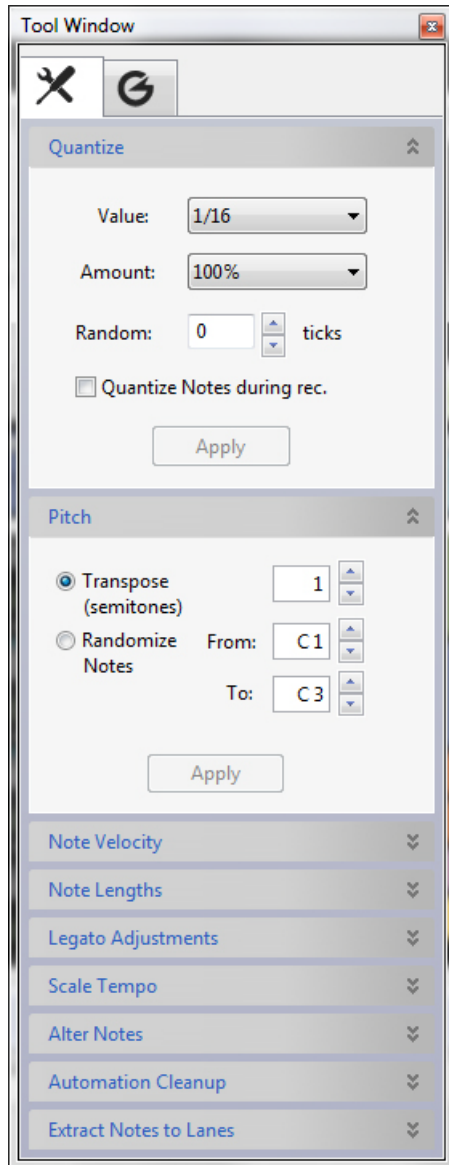 Tool Window
Quantize
Value: 1/16
Amount: 100%
Random: 0 ticks
Quantize Notes during rec.
Apply
Pitch
Transpose 1
(semitones)
Randomize From: C 1
Notes
To: C 3
Apply
Note Velocity
Note Lengths
Legato Adjustments
Scale Tempo
Alter Notes
Automation Cleanup
Extract Notes to Lanes